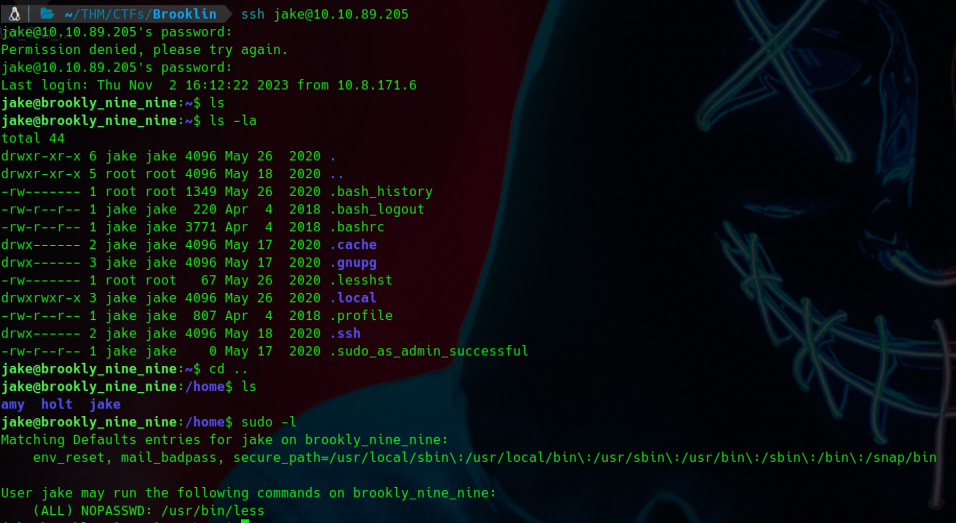 ~/THM/CTFs/Brooklin ssh jake@10.10.89.205
jake@10.10.89.205's password:
Permission denied, please try again.
jake@10.10.89.205's password:
Last login: Thu Nov  2 16:12:22 2023 from 10.8.171.6
jake@brookly_nine_nine:~$ ls
jake@brookly_nine_nine:~$ ls -la
total 44
drwxr-xr-x 6 jake jake 4096 May 26  2020 .
drwxr-xr-x 5 root root 4096 May 18  2020 ..
-rw------- 1 root root 1349 May 26  2020 .bash_history
-rw-r--r-- 1 jake jake  220 Apr  4  2018 .bash_logout
-rw-r--r-- 1 jake jake 3771 Apr  4  2018 .bashrc
drwx------ 2 jake jake 4096 May 17  2020 .cache
drwx------ 3 jake jake 4096 May 17  2020 .gnupg
-rw------- 1 root root   67 May 26  2020 .lesshst
drwxrwxr-x 3 jake jake 4096 May 26  2020 .local
-rw-r--r-- 1 jake jake  807 Apr  4  2018 .profile
drwx------ 2 jake jake 4096 May 18  2020 .ssh
-rw-r--r-- 1 jake jake    0 May 17  2020 .sudo_as_admin_successful
jake@brookly_nine_nine:~$ cd ..
jake@brookly_nine_nine:/home$ ls
amy  holt  jake
jake@brookly_nine_nine:/home$ sudo -l
Matching Defaults entries for jake on brookly_nine_nine:
    env_reset, mail_badpass, secure_path=/usr/local/sbin\:/usr/local/bin\:/usr/sbin\:/usr/bin\:/sbin\:/bin\:/snap/bin
User jake may run the following commands on brookly_nine_nine:
    (ALL) NOPASSWD: /usr/bin/less